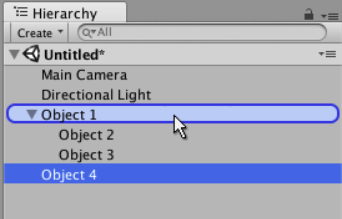 Hierarchy
Create All
Untitled*
Main Camera
Directional Light
Object 1
Object 2
Object 3
Object 4